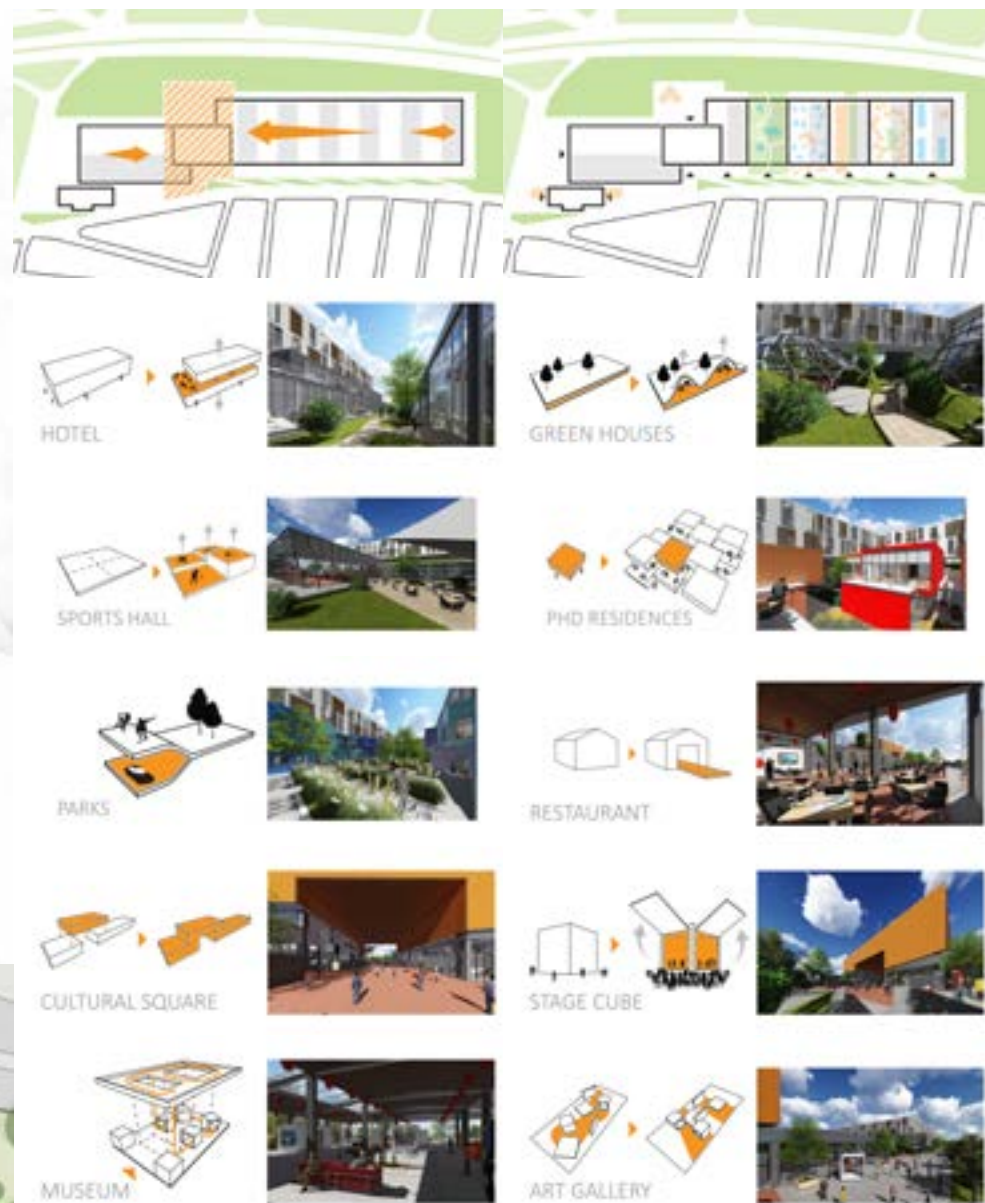 HOTEL
GREEN HOUSES
SPORTS HALL
PHD RESIDENCES
PARKS
RESTAURANT
CULTURAL SQUARE
STAGE CUBE
MUSEUM
ART GALLERY